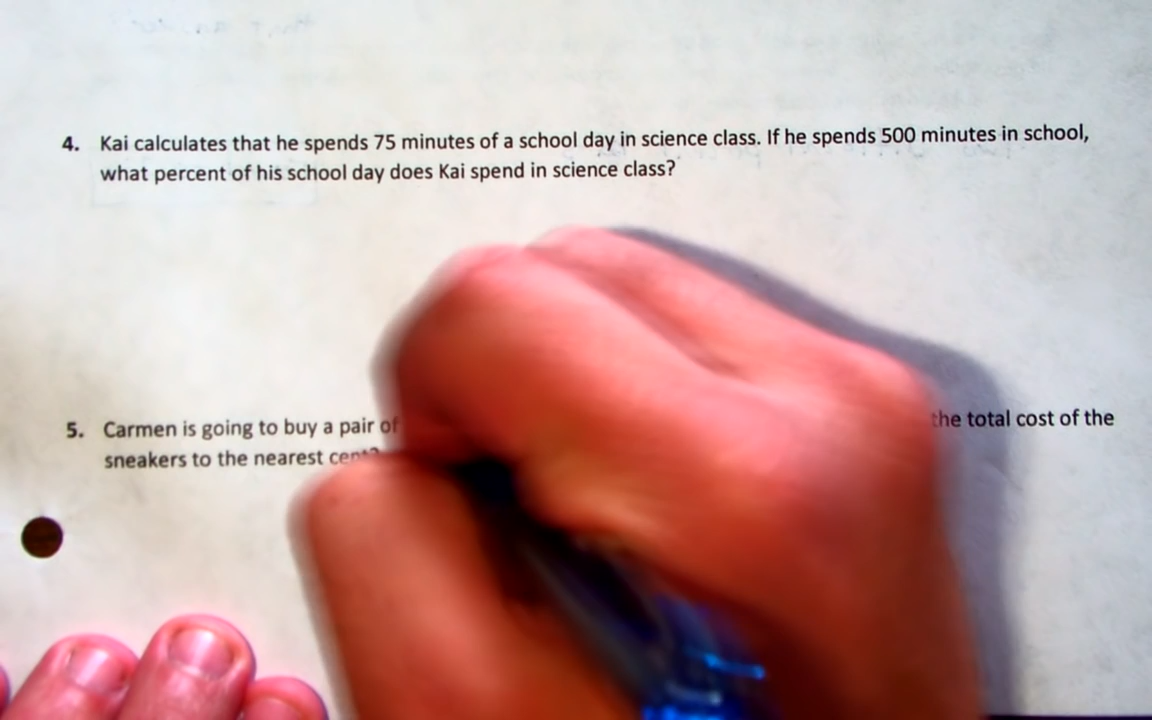 4. Kai calculates that he spends 75 minutes of a school day in science class. If he spends 500 minutes in school,
what percent of his school day does Kai spend in science class?
5. Carmen is going to buy a pair of the total cost of the
sneakers to the nearest cent?